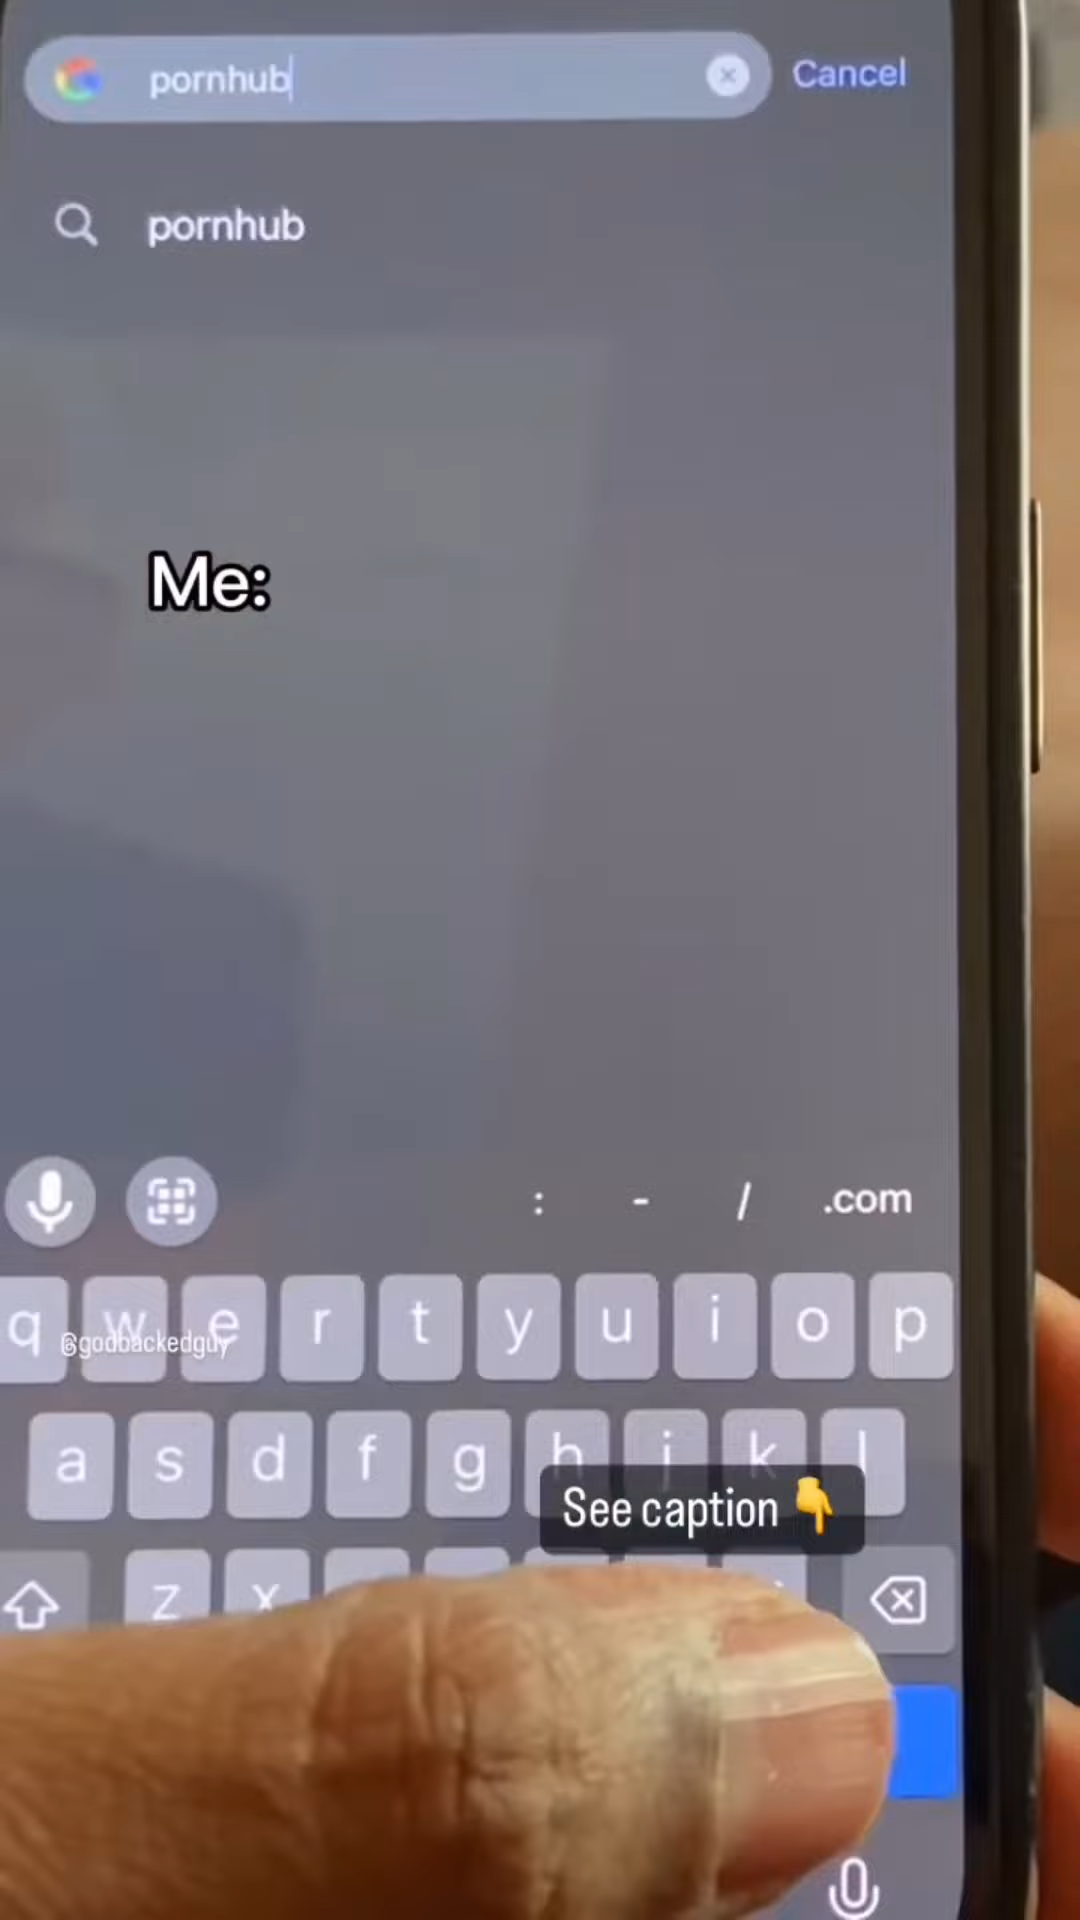 pornhub
Cancel
pornhub
Me:
: - / .com
q w e r t y u i o p
@godbackedguy
a s d f g h j k l
See caption 👇
z x